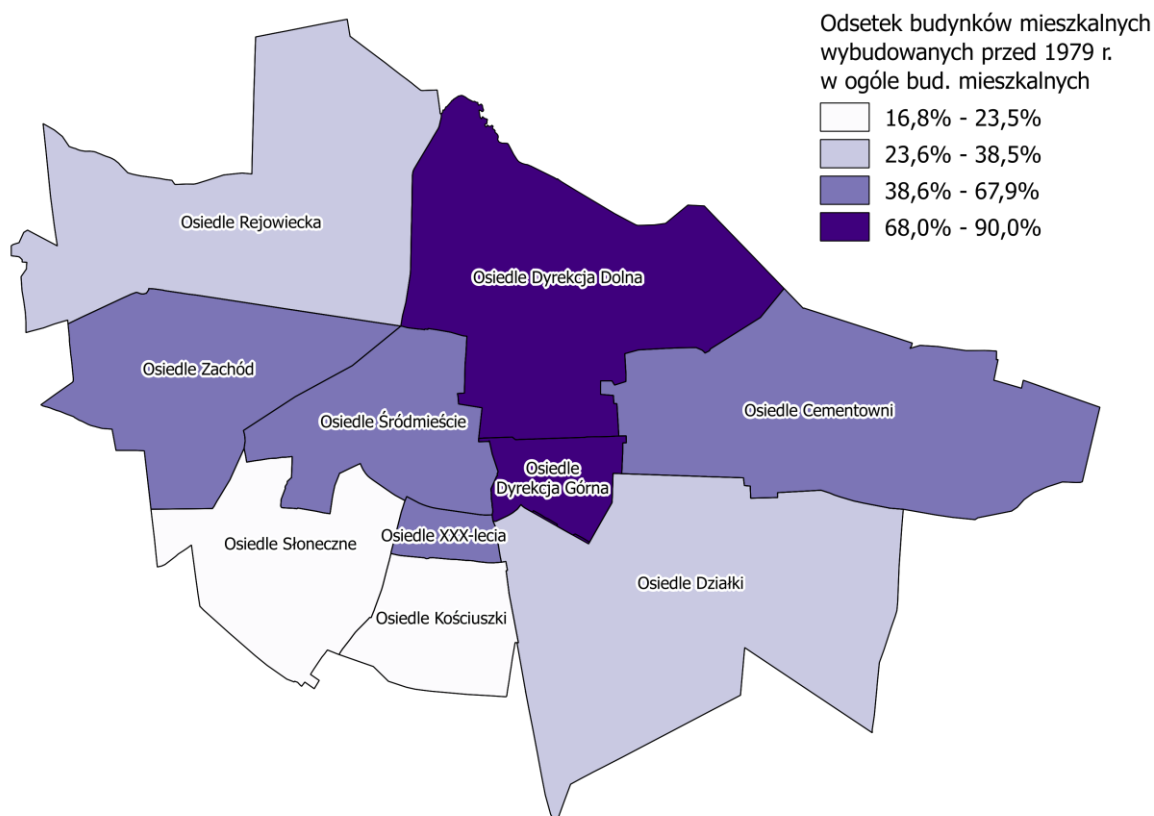 Odsetek budynków mieszkalnych
wybudowanych przed 1979 r.
w ogóle bud. mieszkalnych
16,8% - 23,5%
23,6% - 38,5%
38,6% - 67,9%
68,0% - 90,0%
Osiedle Rejowiecka
Osiedle Dyrekcja Dolna
Osiedle Zachód
Osiedle Śródmieście
Osiedle Cementowni
Osiedle
Dyrekcja Górna
Osiedle XXX-lecia
Osiedle Słoneczne
Osiedle Działki
Osiedle Kościuszki